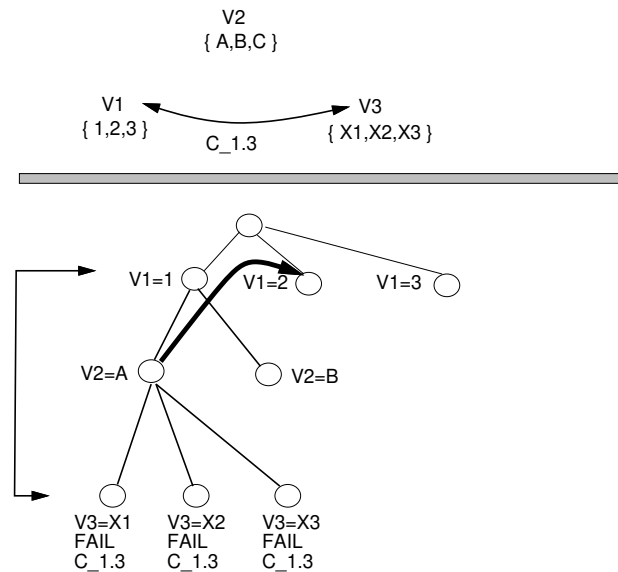 V2
{ A,B,C }
V1
V3
{ 1,2,3 }
{ X1,X2,X3 }
C_1.3
V1=1
V1=2
V1=3
V2=A
V2=B
V3=X1
FAIL
C_1.3
V3=X2
FAIL
C_1.3
V3=X3
FAIL
C_1.3